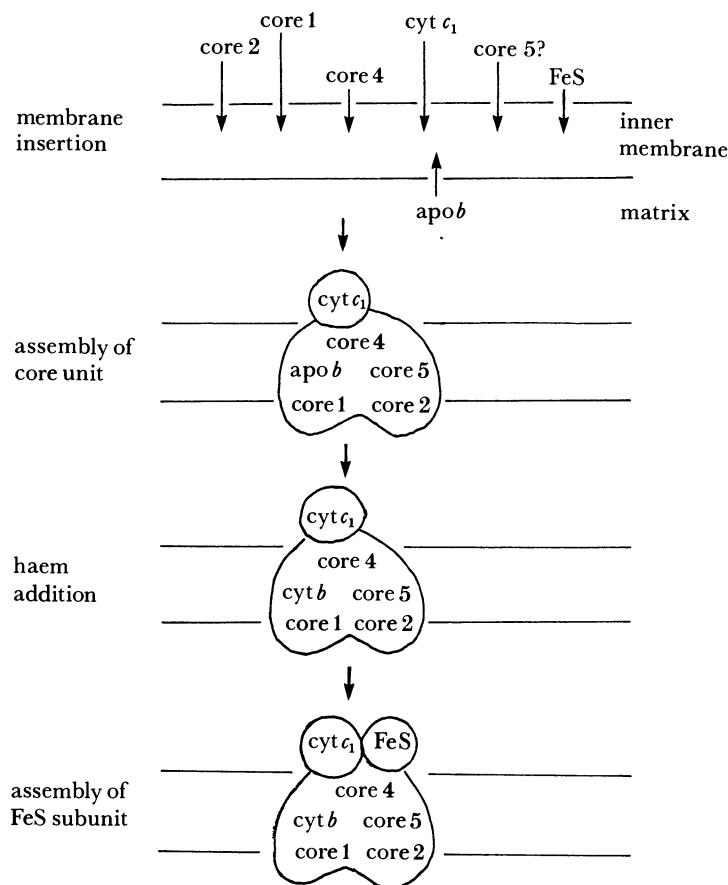 core 1
cyt c₁
core 2
core 5?
core 4
FeS
membrane
insertion
inner
membrane
apob
matrix
cyt c₁
assembly of
core unit
core 4
apob core 5
core 1 core 2
cyt c₁
haem
addition
core 4
cyt b core 5
core 1 core 2
cyt c₁ FeS
assembly of
FeS subunit
core 4
cyt b core 5
core 1 core 2